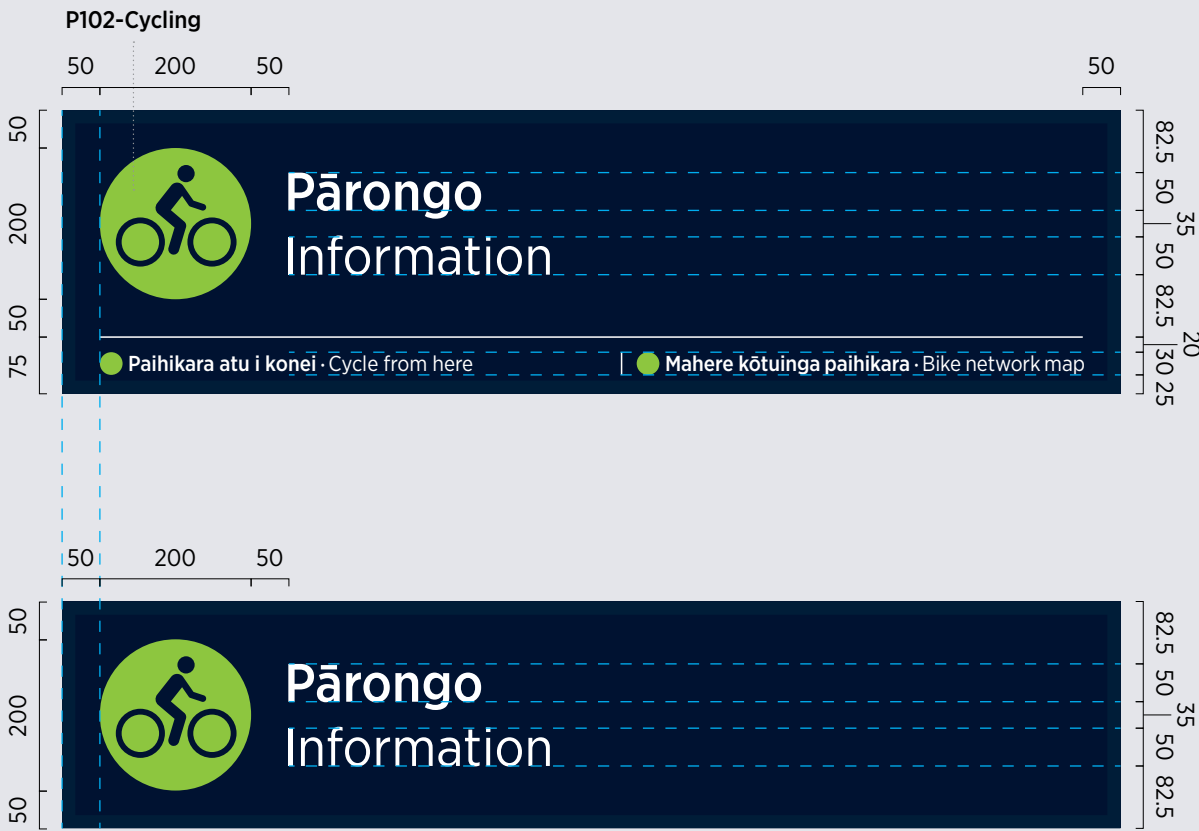 P102-Cycling
50 200 50 50
50 200 50 75
Pārongo
Information
82.5 50 35 50 82.5 20 30 25
Paihikara atu i konei · Cycle from here
Mahere kōtuinga paihikara · Bike network map
50 200 50
50 200 50
Pārongo
Information
82.5 50 35 50 82.5